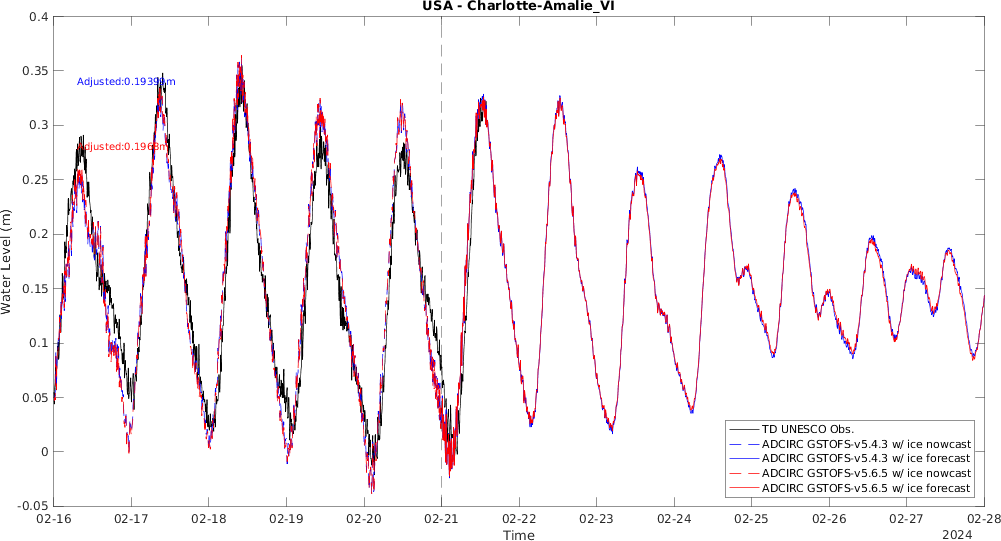 USA - Charlotte-Amalie_VI
0.4
0.35
0.3
0.25
0.2
0.15
0.1
0.05
0
-0.05
Water Level (m)
Adjusted:0.19399m
Adjusted:0.1968m
TD UNESCO Obs.
ADCIRC GSTOFS-v5.4.3 w/ ice nowcast
ADCIRC GSTOFS-v5.4.3 w/ ice forecast
ADCIRC GSTOFS-v5.6.5 w/ ice nowcast
ADCIRC GSTOFS-v5.6.5 w/ ice forecast
02-16 02-17 02-18 02-19 02-20 02-21 02-22 02-23 02-24 02-25 02-26 02-27 02-28
Time
2024